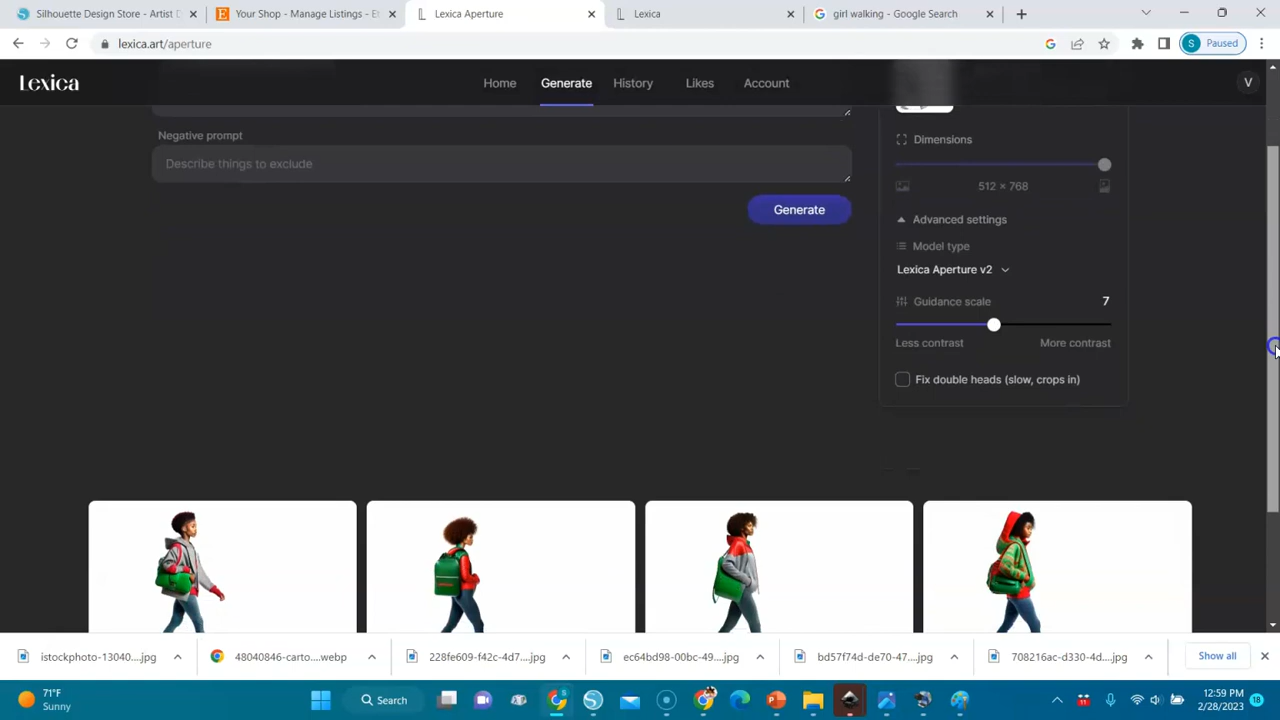 Silhouette Design Store - Artist D
Your Shop - Manage Listings - Et
Lexica Aperture
Lexica
girl walking - Google Search
lexica.art/aperture
S Paused
Lexica
Home
Generate
History
Likes
Account
V
Negative prompt
Describe things to exclude
Generate
Dimensions
512 × 768
Advanced settings
Model type
Lexica Aperture v2
Guidance scale
7
Less contrast
More contrast
Fix double heads (slow, crops in)
istockphoto-13040....jpg
48040846-carto....webp
228fe609-f42c-4d7....jpg
ec64bd98-00bc-49....jpg
bd57f74d-de70-47....jpg
708216ac-d330-4d....jpg
Show all
71°F
Sunny
Search
12:59 PM
2/28/2023
18